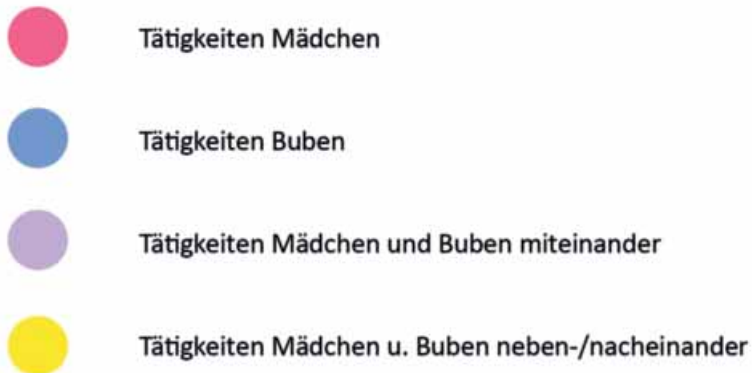 Tätigkeiten Mädchen
Tätigkeiten Buben
Tätigkeiten Mädchen und Buben miteinander
Tätigkeiten Mädchen u. Buben neben-/nacheinander